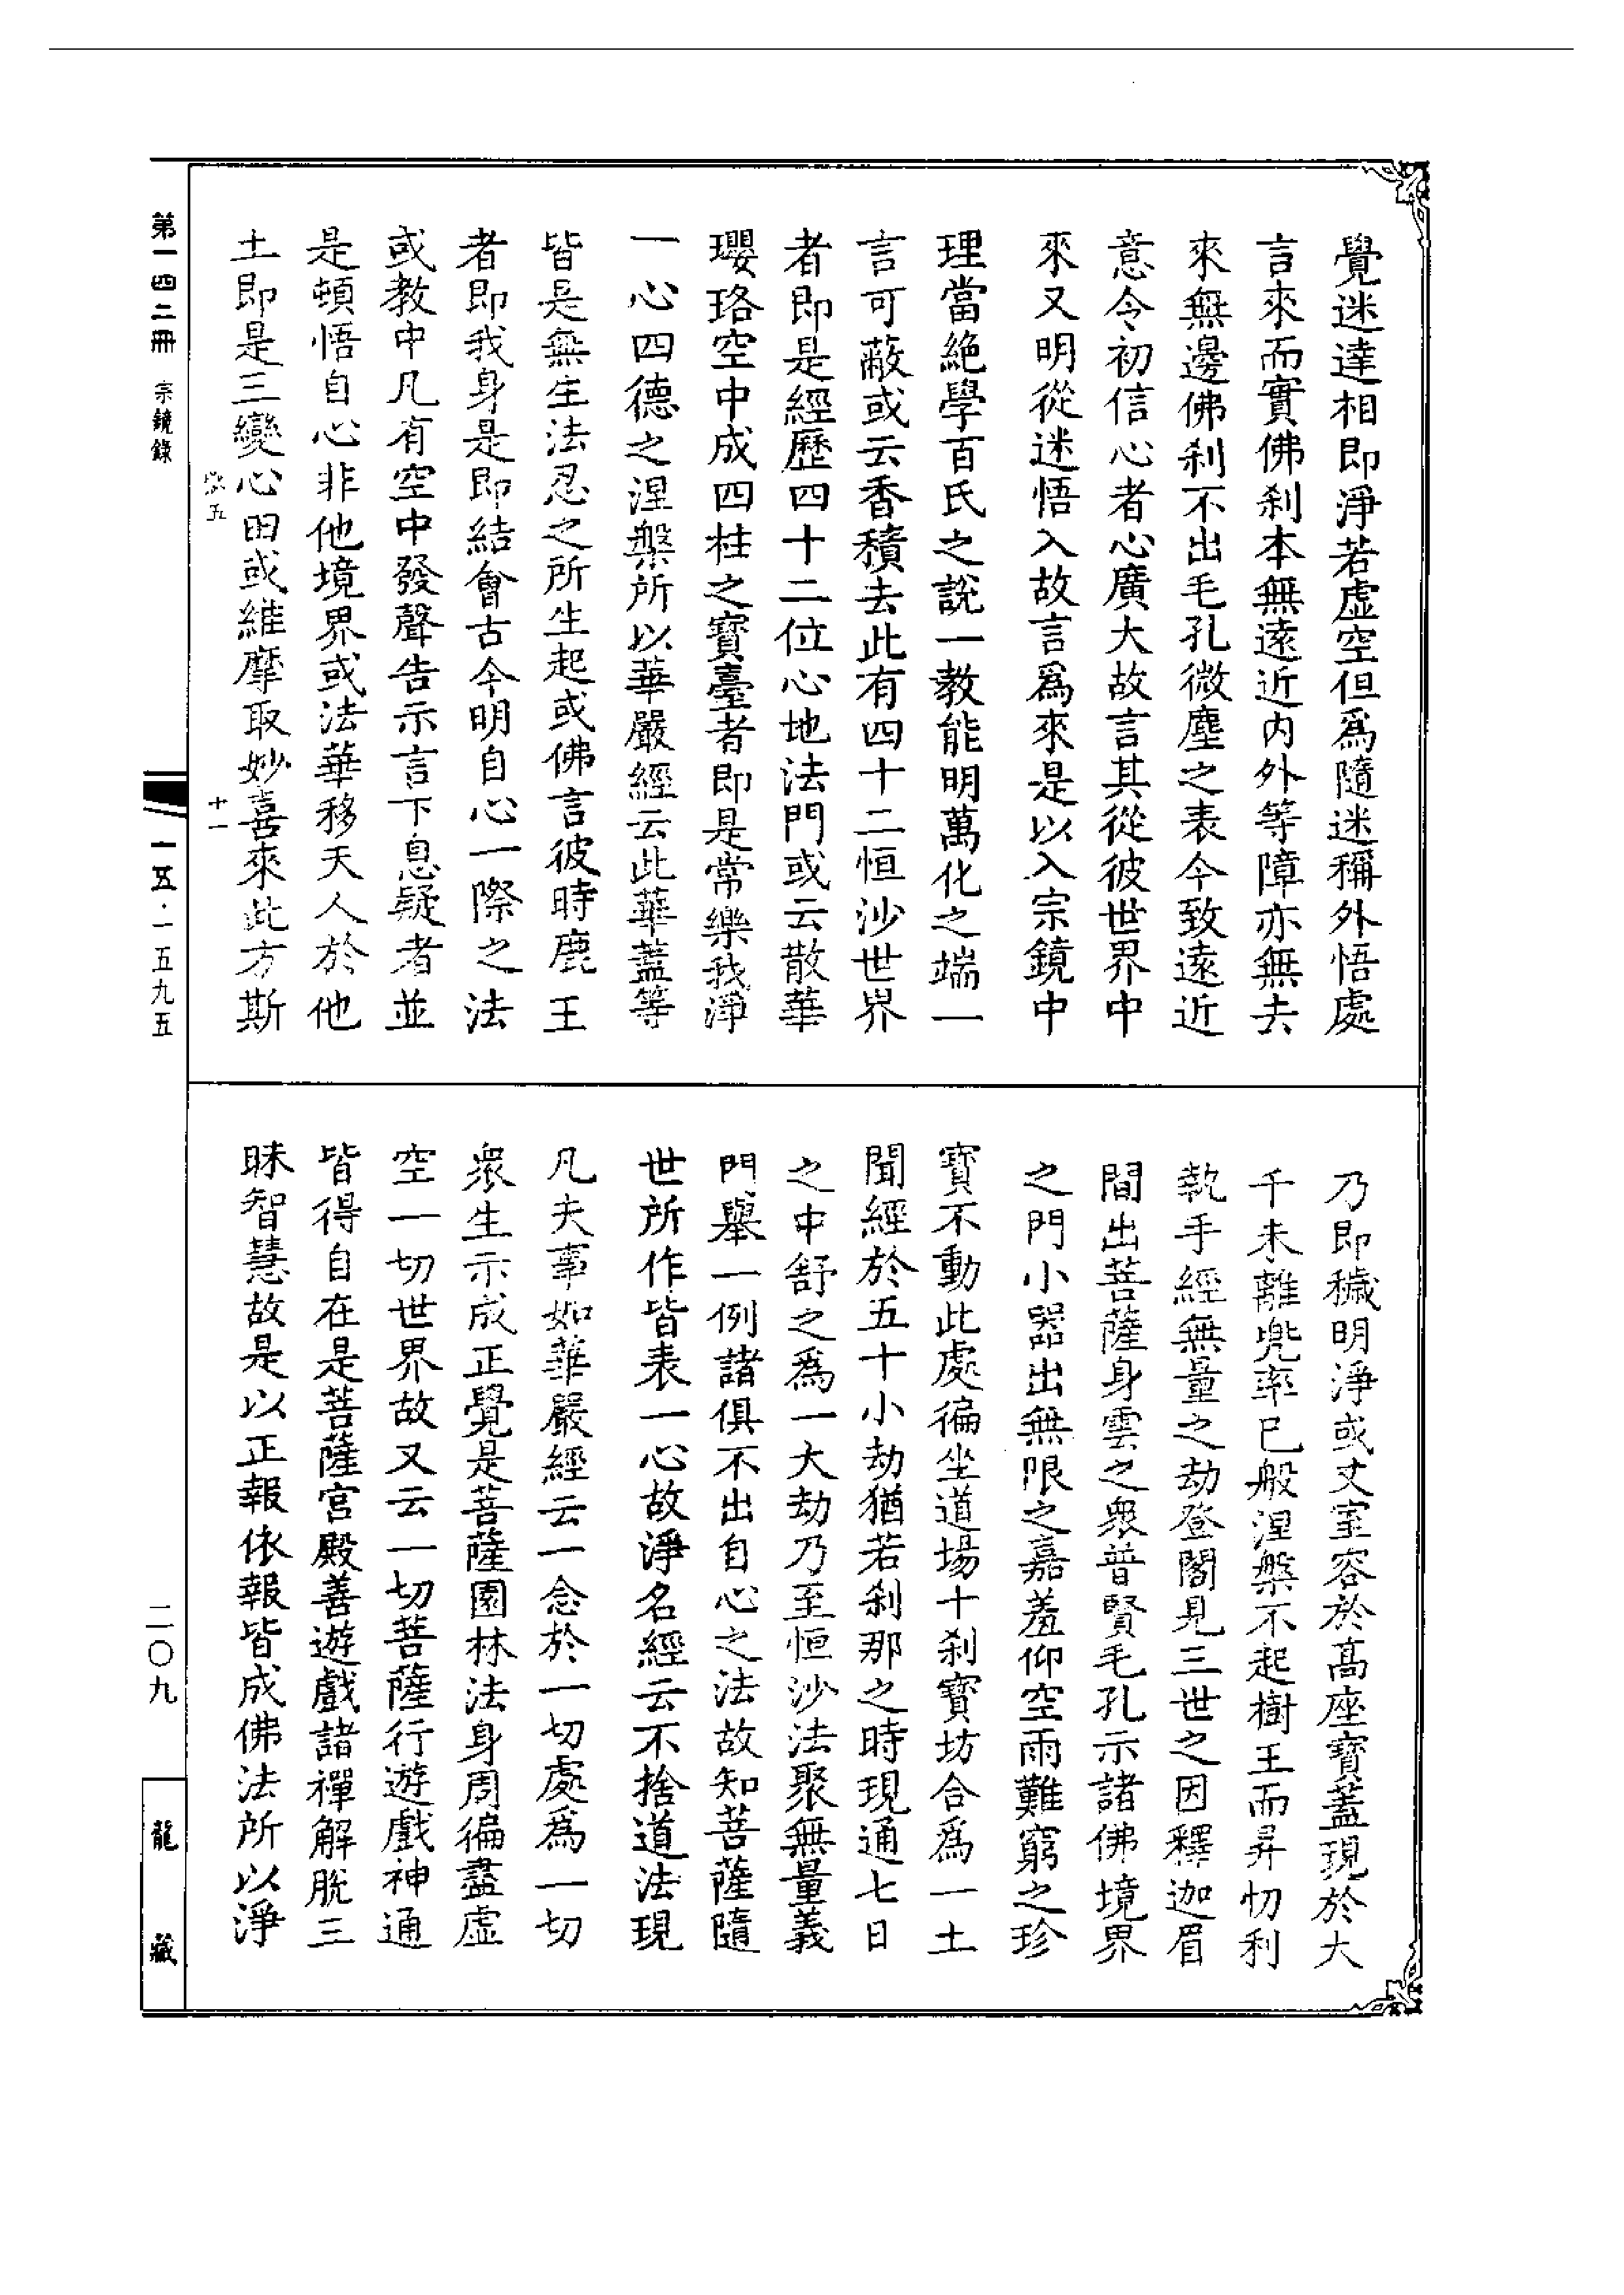 覺迷達相即淨若虛空但爲隨迷稱外悟處
言來而實佛刹本無遠近內外等障亦無去
來無邊佛刹不出毛孔微塵之表今致遠近
意令初信心者心廣大故言其從彼世界中
來又明從迷悟入故言爲來是以入宗鏡中
理當絶學百氏之說一教能明萬化之端一
言可蔽或云香積去此有四十二恒沙世界
者即是經歷四十二位心地法門或云散華
瓔珞空中成四柱之寶臺者即是常樂我淨
一心四德之涅槃所以華嚴經云此華蓋等
皆是無生法忍之所生起或佛言彼時鹿王
者即我身是即結會古今明自心一際之法
或教中凡有空中發聲告示言下息疑者並
是頓悟自心非他境界或法華移天人於他
土即是三變心田或維摩取妙喜來此方斯
乃即穢明淨或丈室容於高座寶蓋現於大
千未離兜率已般涅槃不起樹王而昇忉利
執手經無量之劫登閣見三世之因釋迦眉
間出菩薩身雲之衆普賢毛孔示諸佛境界
之門小器出無限之嘉羞仰空雨難窮之珍
寶不動此處徧坐道場十刹寶坊合爲一土
聞經於五十小劫猶若刹那之時現通七日
之中舒之爲一大劫乃至恒沙法聚無量義
門舉一例諸俱不出自心之法故知菩薩隨
世所作皆表一心故淨名經云不捨道法現
凡夫事如華嚴經云一念於一切處爲一切
衆生示成正覺是菩薩園林法身周徧盡虛
空一切世界故又云一切菩薩行遊戲神通
皆得自在是菩薩宮殿善遊戲諸禪解脫三
昧智慧故是以正報依報皆成佛法所以淨
五
十一
第一四二冊 宗鏡錄
一五·一五九五
二〇九
龍藏